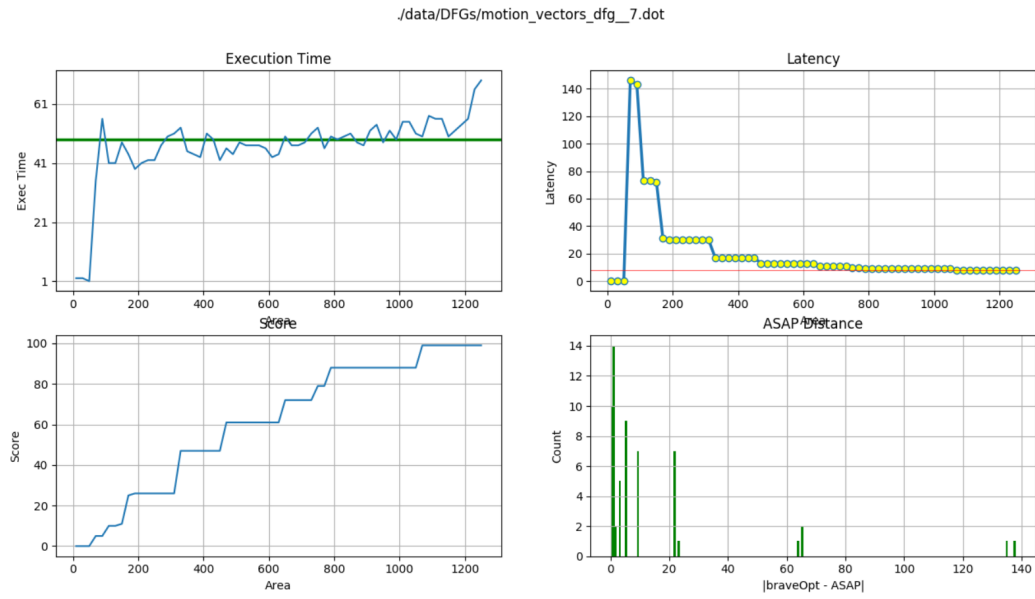 ./data/DFGs/motion_vectors_dfg__7.dot
Execution Time
Exec Time
61
41
21
1
0 200 400 600 800 1000 1200
Area
Latency
Latency
140
120
100
80
60
40
20
0
0 200 400 600 800 1000 1200
Area
Score
Score
100
80
60
40
20
0
0 200 400 600 800 1000 1200
Area
ASAP Distance
Count
14
12
10
8
6
4
2
0
0 20 40 60 80 100 120 140
|braveOpt - ASAP|